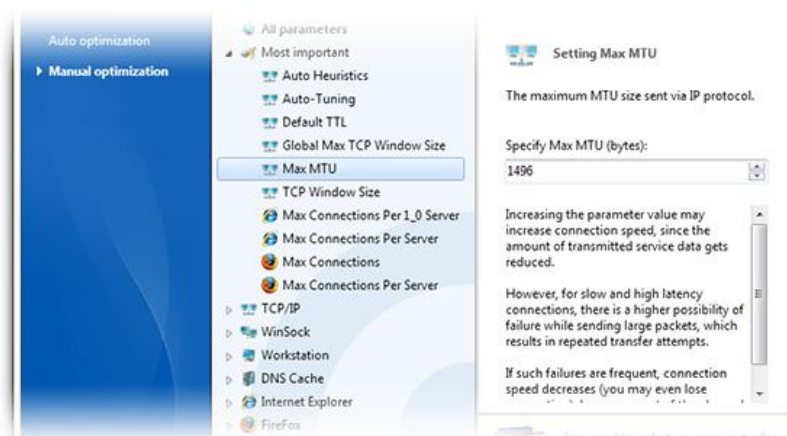 Auto optimization
Manual optimization
All parameters
Most important
Auto Heuristics
Auto-Tuning
Default TTL
Global Max TCP Window Size
Max MTU
TCP Window Size
Max Connections Per 1_0 Server
Max Connections Per Server
Max Connections
Max Connections Per Server
TCP/IP
WinSock
Workstation
DNS Cache
Internet Explorer
FireFox
Setting Max MTU
The maximum MTU size sent via IP protocol.
Specify Max MTU (bytes):
1496
Increasing the parameter value may
increase connection speed, since the
amount of transmitted service data gets
reduced.
However, for slow and high latency
connections, there is a higher possibility of
failure while sending large packets, which
results in repeated transfer attempts.
If such failures are frequent, connection
speed decreases (you may even lose